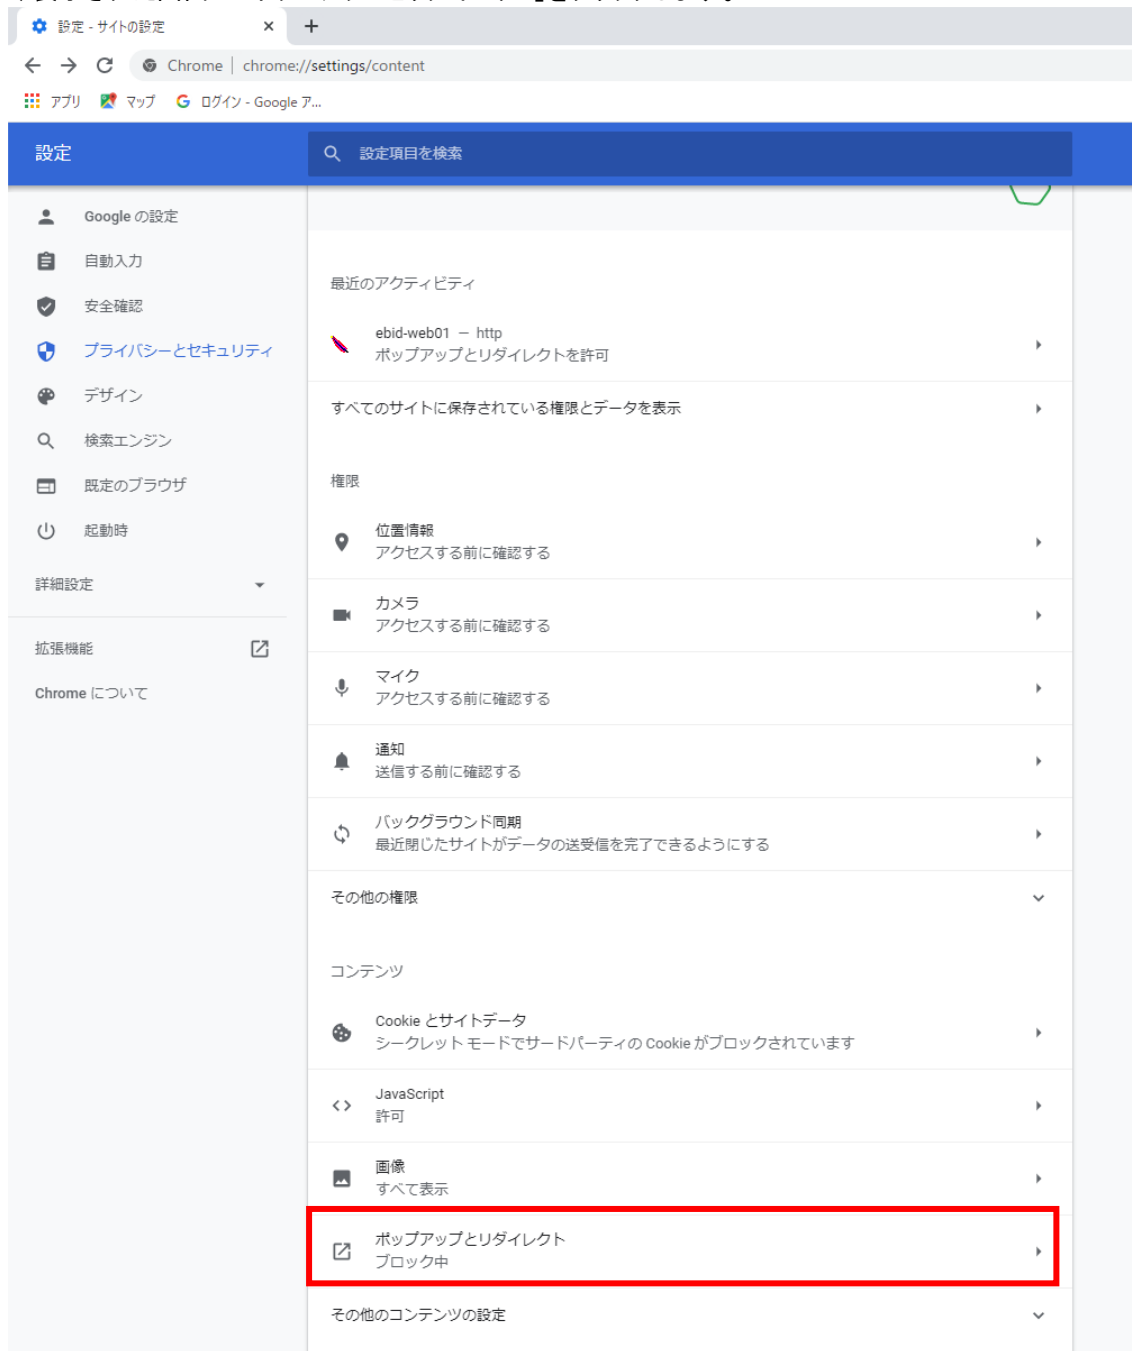 設定 - サイトの設定
Chrome | chrome://settings/content
アプリ マップ ログイン - Google ア...
設定
設定項目を検索
Google の設定
自動入力
安全確認
プライバシーとセキュリティ
デザイン
検索エンジン
既定のブラウザ
起動時
詳細設定
拡張機能
Chrome について
最近のアクティビティ
ebid-web01 — http
ポップアップとリダイレクトを許可
すべてのサイトに保存されている権限とデータを表示
権限
位置情報
アクセスする前に確認する
カメラ
アクセスする前に確認する
マイク
アクセスする前に確認する
通知
送信する前に確認する
バックグラウンド同期
最近閉じたサイトがデータの送受信を完了できるようにする
その他の権限
コンテンツ
Cookie とサイトデータ
シークレット モードでサードパーティの Cookie がブロックされています
JavaScript
許可
画像
すべて表示
ポップアップとリダイレクト
ブロック中
その他のコンテンツの設定